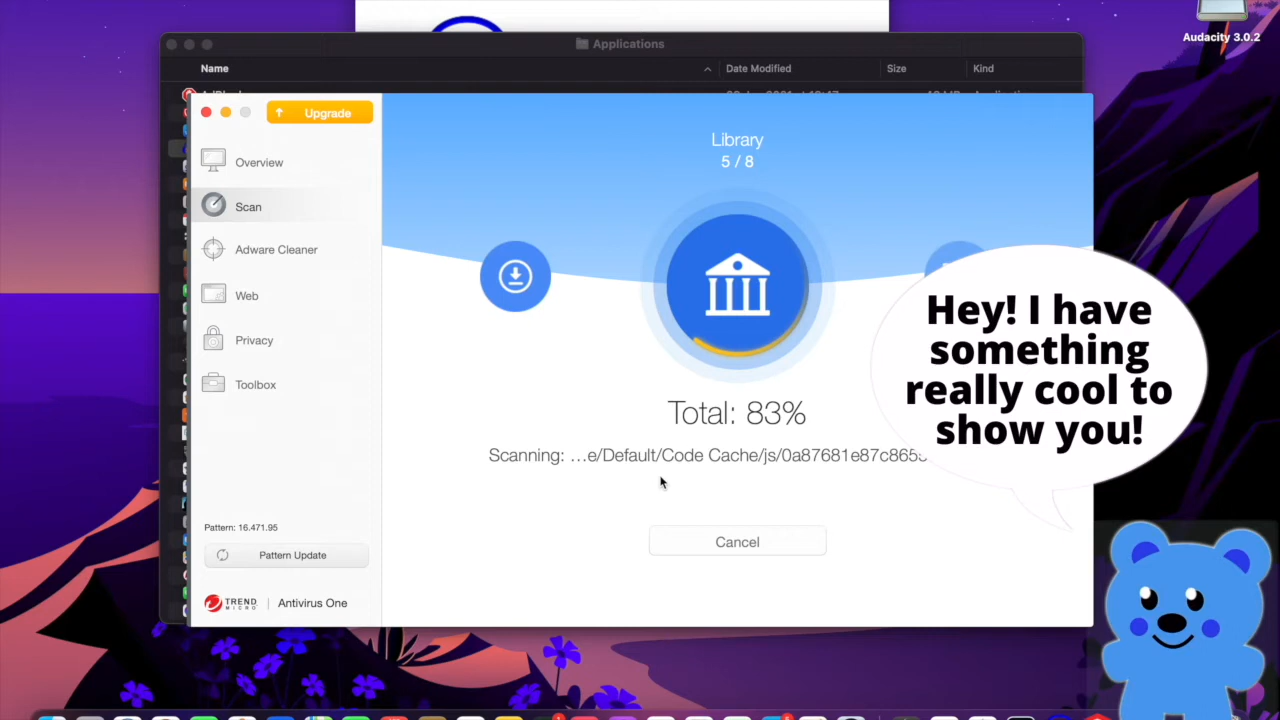 Audacity 3.0.2
Applications
Name
Date Modified
Size
Kind
Upgrade
Overview
Scan
Adware Cleaner
Web
Privacy
Toolbox
Pattern: 16.471.95
Pattern Update
TREND
MICRO
Antivirus One
Library
5 / 8
Total: 83%
Scanning: ...e/Default/Code Cache/js/0a87681e87c865
Cancel
Hey! I have
something
really cool to
show you!